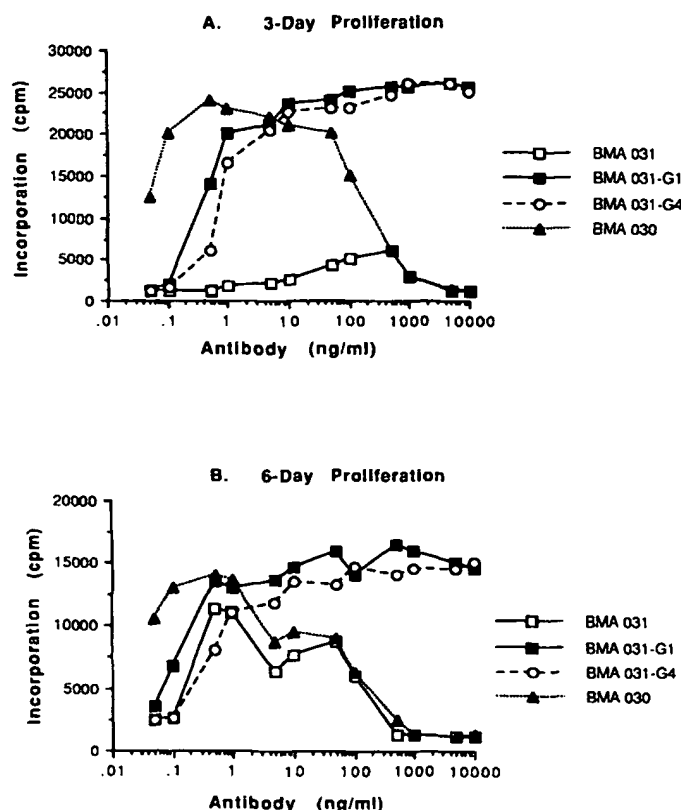 A. 3-Day Proliferation
Incorporation (cpm)
30000
25000
20000
15000
10000
5000
0
.01 .1 1 10 100 1000 10000
Antibody (ng/ml)
BMA 031
BMA 031-G1
BMA 031-G4
BMA 030
B. 6-Day Proliferation
Incorporation (cpm)
20000
15000
10000
5000
0
.01 .1 1 10 100 1000 10000
Antibody (ng/ml)
BMA 031
BMA 031-G1
BMA 031-G4
BMA 030